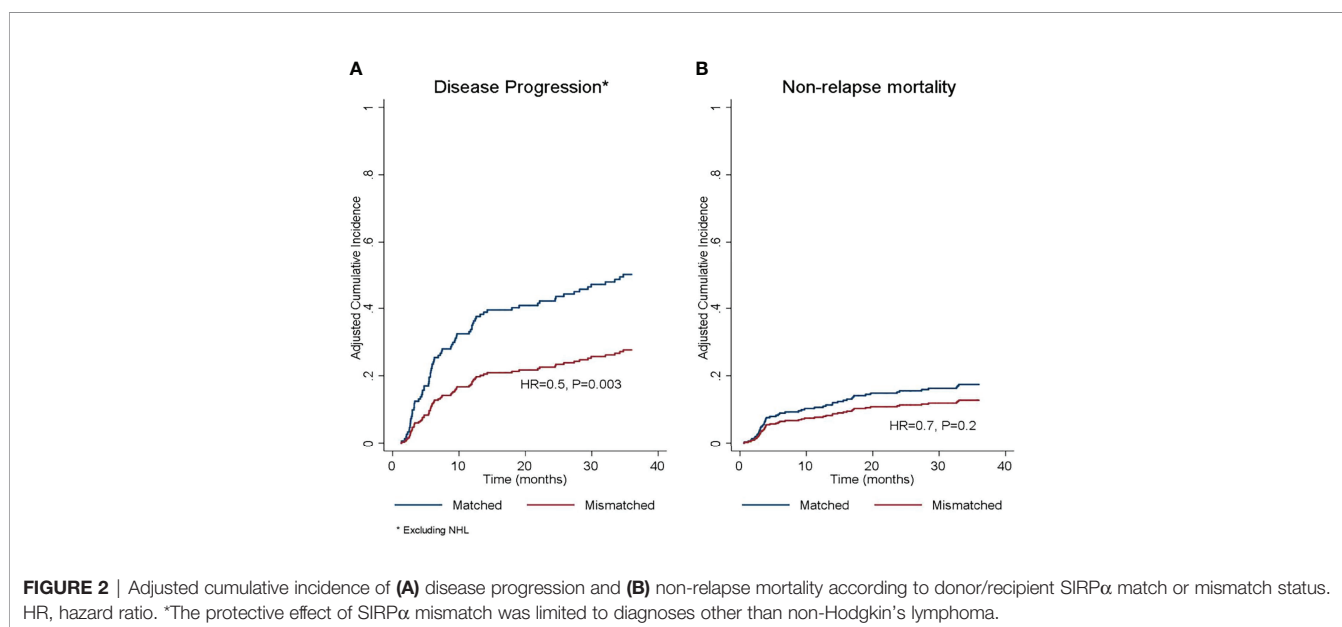 A
Disease Progression*
Adjusted Cumulative Incidence
1
.8
.6
.4
.2
0
HR=0.5, P=0.003
0 10 20 30 40
Time (months)
Matched Mismatched
* Excluding NHL
B
Non-relapse mortality
Adjusted Cumulative Incidence
1
.8
.6
.4
.2
0
HR=0.7, P=0.2
0 10 20 30 40
Time (months)
Matched Mismatched
FIGURE 2 | Adjusted cumulative incidence of (A) disease progression and (B) non-relapse mortality according to donor/recipient SIRPα match or mismatch status.
HR, hazard ratio. *The protective effect of SIRPα mismatch was limited to diagnoses other than non-Hodgkin’s lymphoma.